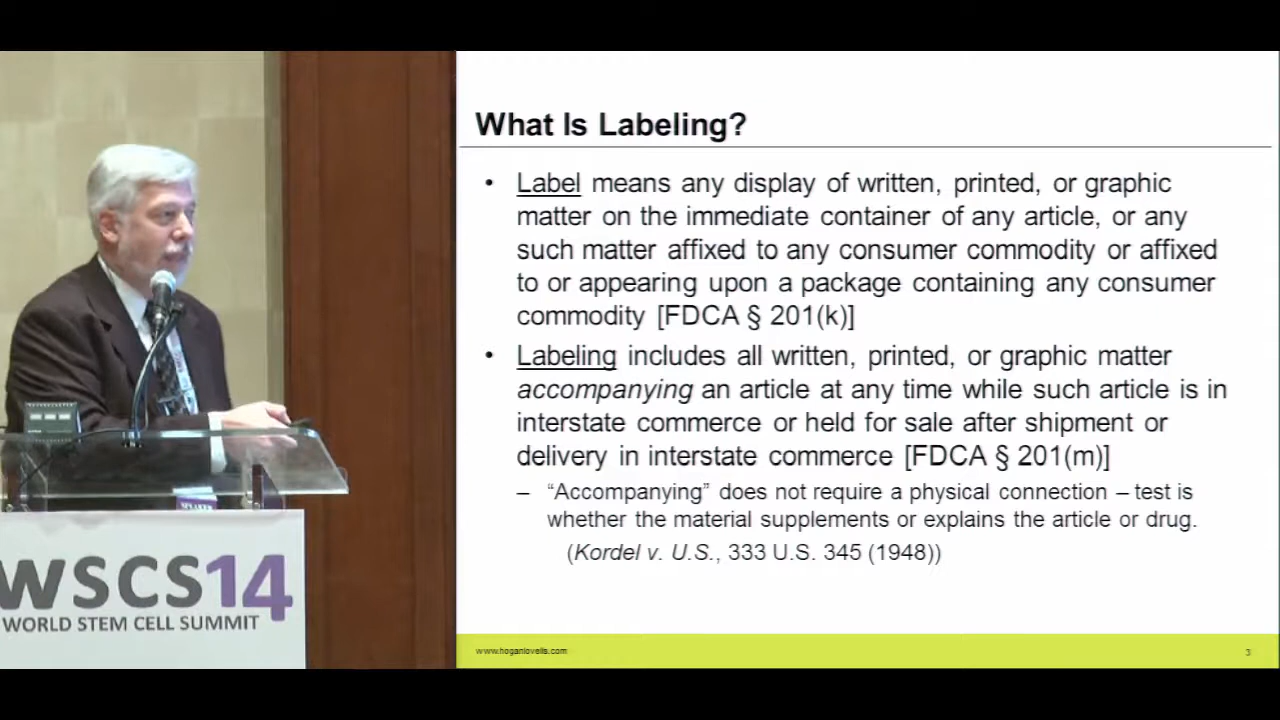 What Is Labeling?
• Label means any display of written, printed, or graphic
matter on the immediate container of any article, or any
such matter affixed to any consumer commodity or affixed
to or appearing upon a package containing any consumer
commodity [FDCA § 201(k)]
• Labeling includes all written, printed, or graphic matter
accompanying an article at any time while such article is in
interstate commerce or held for sale after shipment or
delivery in interstate commerce [FDCA § 201(m)]
– “Accompanying” does not require a physical connection – test is
whether the material supplements or explains the article or drug.
(Kordel v. U.S., 333 U.S. 345 (1948))
www.hoganlovells.com
3
SPEAKER
WSCS14
WORLD STEM CELL SUMMIT